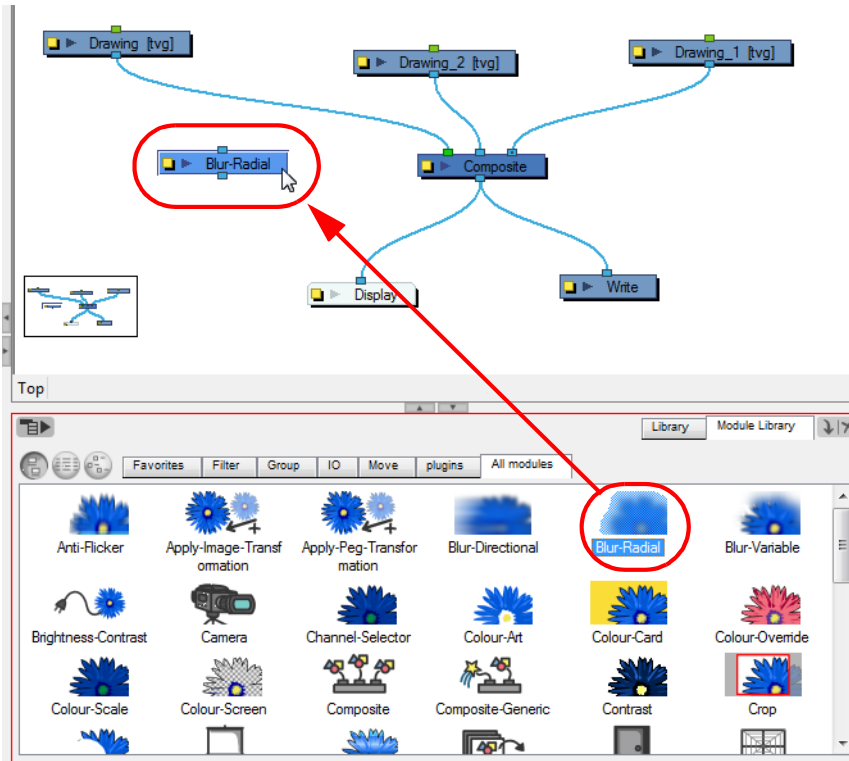 Drawing [tvg]
Drawing_2 [tvg]
Drawing_1 [tvg]
Blur-Radial
Composite
Display
Write
Top
Library
Module Library
Favorites
Filter
Group
IO
Move
plugins
All modules
Anti-Flicker
Apply-Image-Transf
ormation
Apply-Peg-Transfor
mation
Blur-Directional
Blur-Radial
Blur-Variable
Brightness-Contrast
Camera
Channel-Selector
Colour-Art
Colour-Card
Colour-Override
Colour-Scale
Colour-Screen
Composite
Composite-Generic
Contrast
Crop